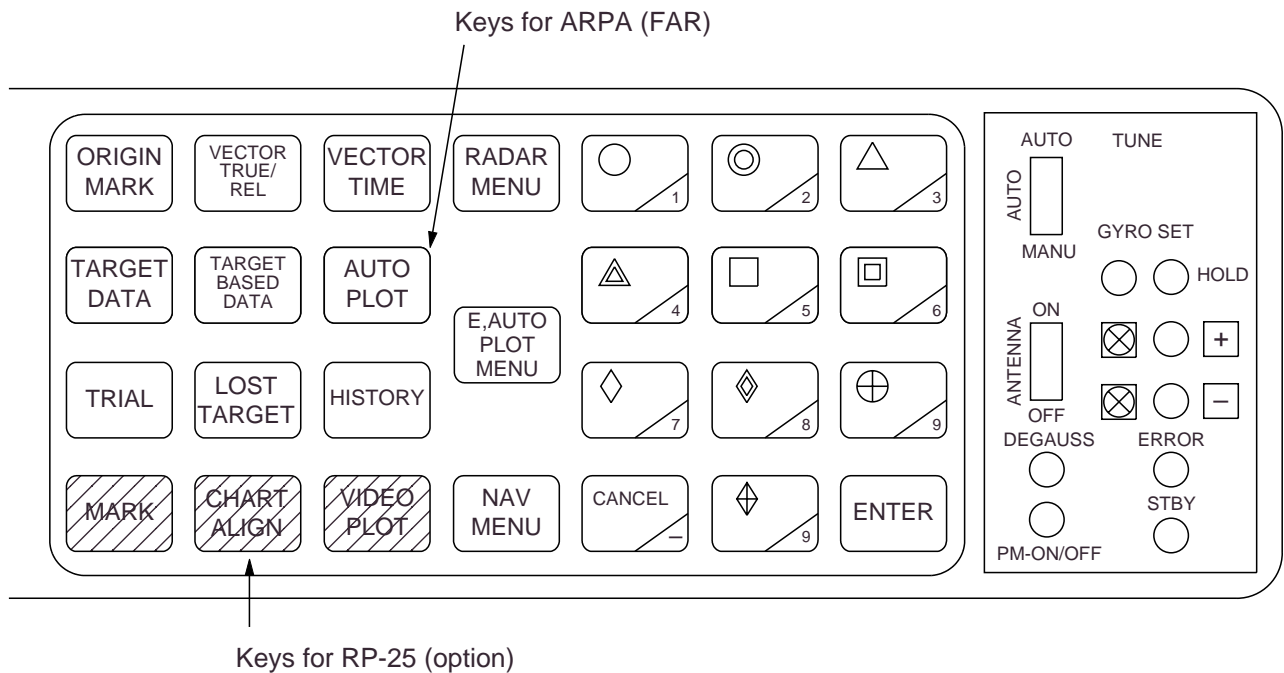 Keys for ARPA (FAR)
ORIGIN
MARK
VECTOR
TRUE/
REL
VECTOR
TIME
RADAR
MENU
1
2
3
TARGET
DATA
TARGET
BASED
DATA
AUTO
PLOT
E,AUTO
PLOT
MENU
4
5
6
TRIAL
LOST
TARGET
HISTORY
7
8
9
MARK
CHART
ALIGN
VIDEO
PLOT
NAV
MENU
CANCEL
–
9
ENTER
AUTO
TUNE
AUTO
MANU
GYRO SET
HOLD
ON
ANTENNA
OFF
+
–
DEGAUSS
ERROR
STBY
PM-ON/OFF
Keys for RP-25 (option)